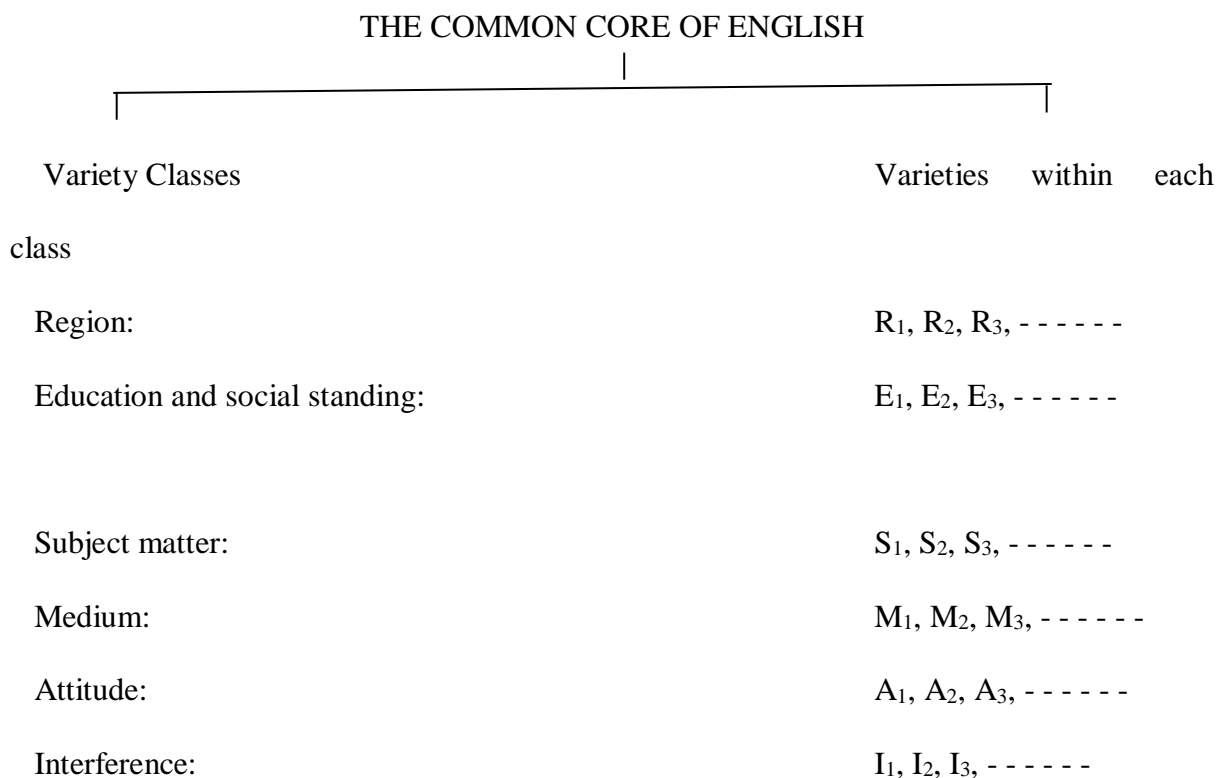 THE COMMON CORE OF ENGLISH
Variety Classes Varieties within each
class
Region: R₁, R₂, R₃, - - - - - -
Education and social standing: E₁, E₂, E₃, - - - - - -
Subject matter: S₁, S₂, S₃, - - - - - -
Medium: M₁, M₂, M₃, - - - - - -
Attitude: A₁, A₂, A₃, - - - - - -
Interference: I₁, I₂, I₃, - - - - - -